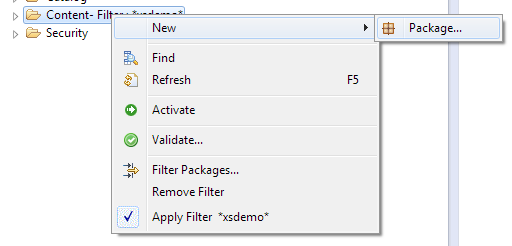 Content- Filter: *xsdemo*
Security
New
Package...
Find
Refresh F5
Activate
Validate...
Filter Packages...
Remove Filter
Apply Filter *xsdemo*